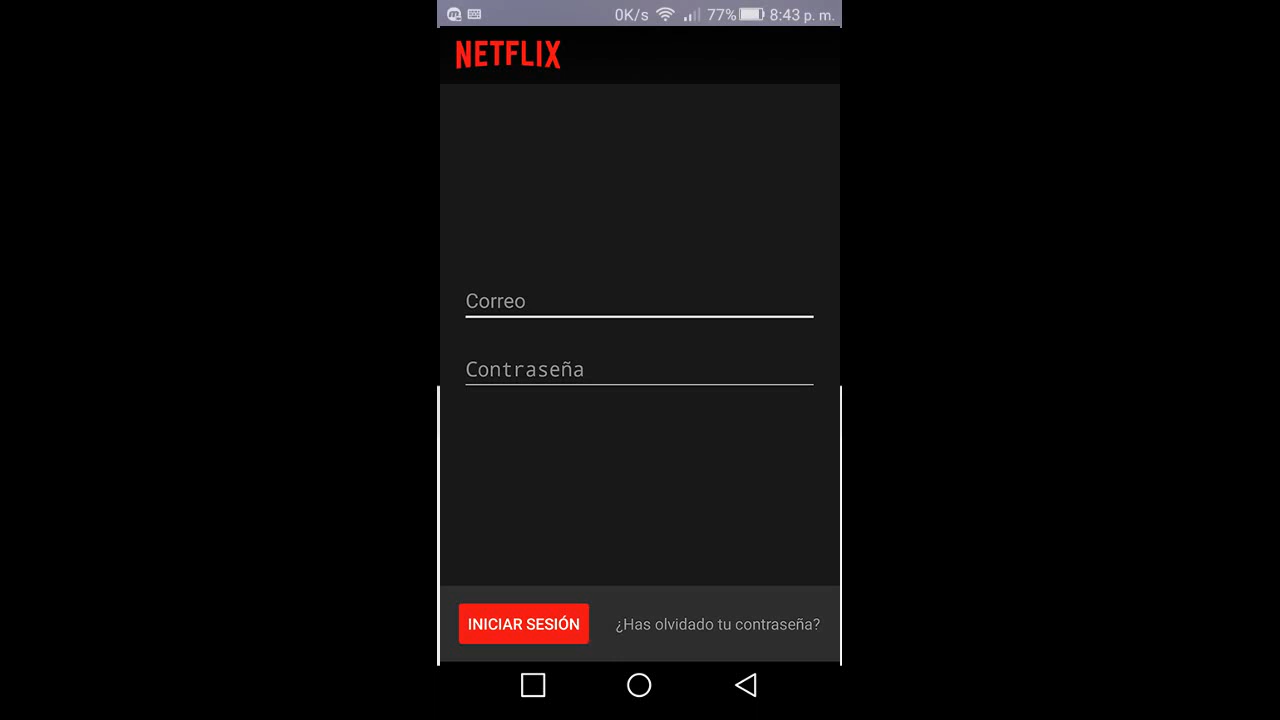 0K/s 77% 8:43 p. m.
NETFLIX
Correo
Contraseña
INICIAR SESIÓN ¿Has olvidado tu contraseña?